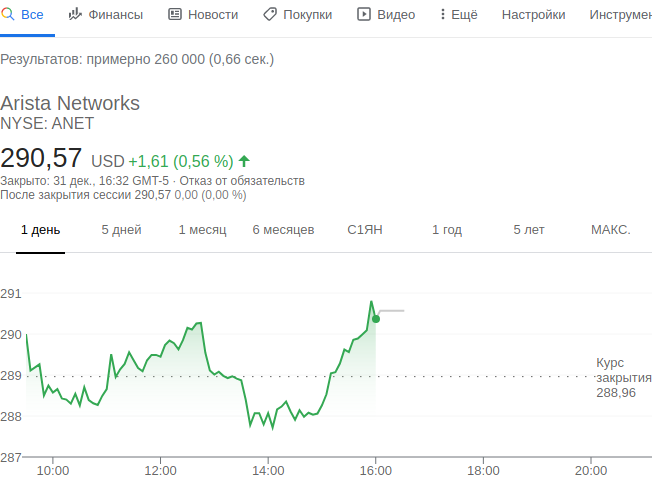 Все Финансы Новости Покупки Видео Ещё Настройки Инструмен
Результатов: примерно 260 000 (0,66 сек.)
Arista Networks
NYSE: ANET
290,57 USD +1,61 (0,56 %)
Закрыто: 31 дек., 16:32 GMT-5 · Отказ от обязательств
После закрытия сессии 290,57 0,00 (0,00 %)
1 день 5 дней 1 месяц 6 месяцев С1ЯН 1 год 5 лет МАКС.
291
290
289
288
287
Курс
закрытия
288,96
10:00 12:00 14:00 16:00 18:00 20:00